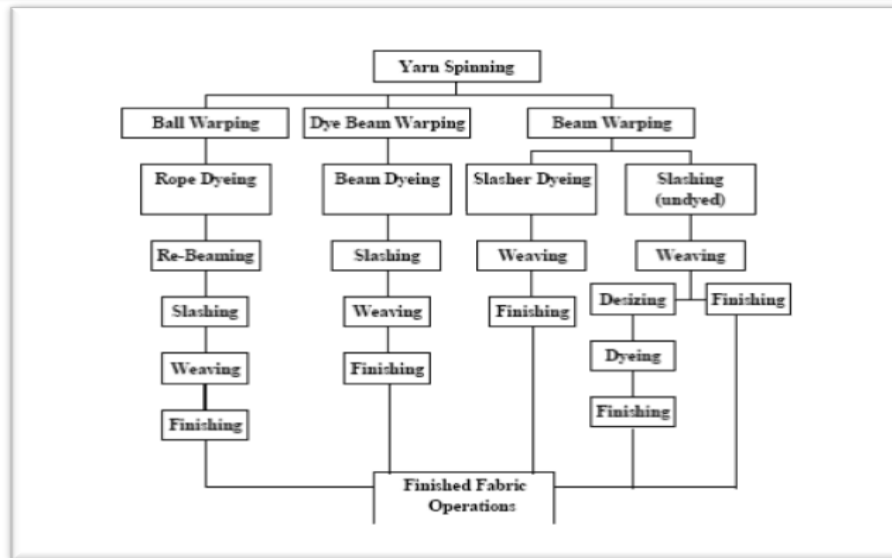 Yarn Spinning
Ball Warping
Dye Beam Warping
Beam Warping
Rope Dyeing
Beam Dyeing
Slasher Dyeing
Slashing
(undyed)
Re-Beaming
Slashing
Weaving
Weaving
Slashing
Weaving
Desizing
Finishing
Finishing
Weaving
Finishing
Dyeing
Finishing
Finishing
Finished Fabric
Operations